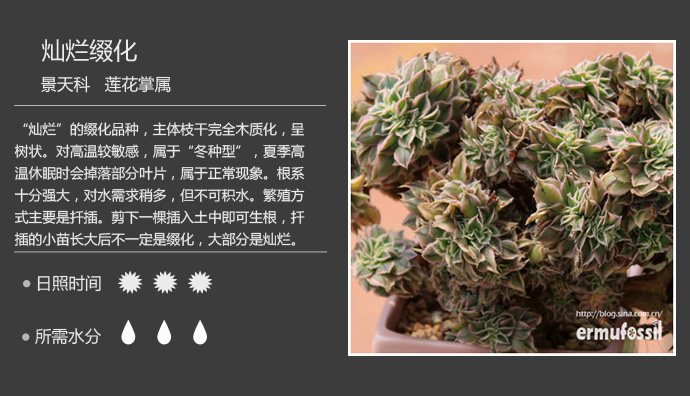 灿烂缀化
景天科 莲花掌属
“灿烂”的缀化品种，主体枝干完全木质化，呈
树状。对高温较敏感，属于“冬种型”，夏季高
温休眠时会掉落部分叶片，属于正常现象。根系
十分强大，对水需求稍多，但不可积水。繁殖方
式主要是扦插。剪下一棵插入土中即可生根，扦
插的小苗长大后不一定是缀化，大部分是灿烂。
日照时间
所需水分
http://blog.sina.com.cn/
ermufossil